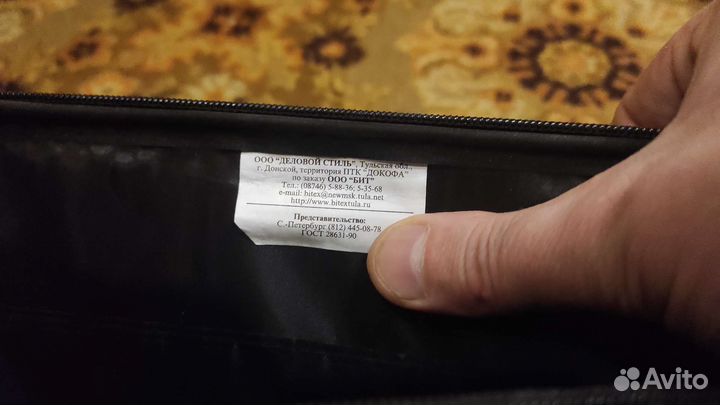 ООО "ДЕЛОВОЙ СТИЛЬ", Тульская обл.,
г. Донской, территория ПТК "ДОКОФА"
по заказу ООО "БИТ"
Тел.: (08746) 5-88-36; 5-35-68
e-mail: bitex@newmsk.tula.net
http://www.bitextula.ru
Представительство:
С.-Петербург (812) 445-08-78
ГОСТ 28631-90
Avito